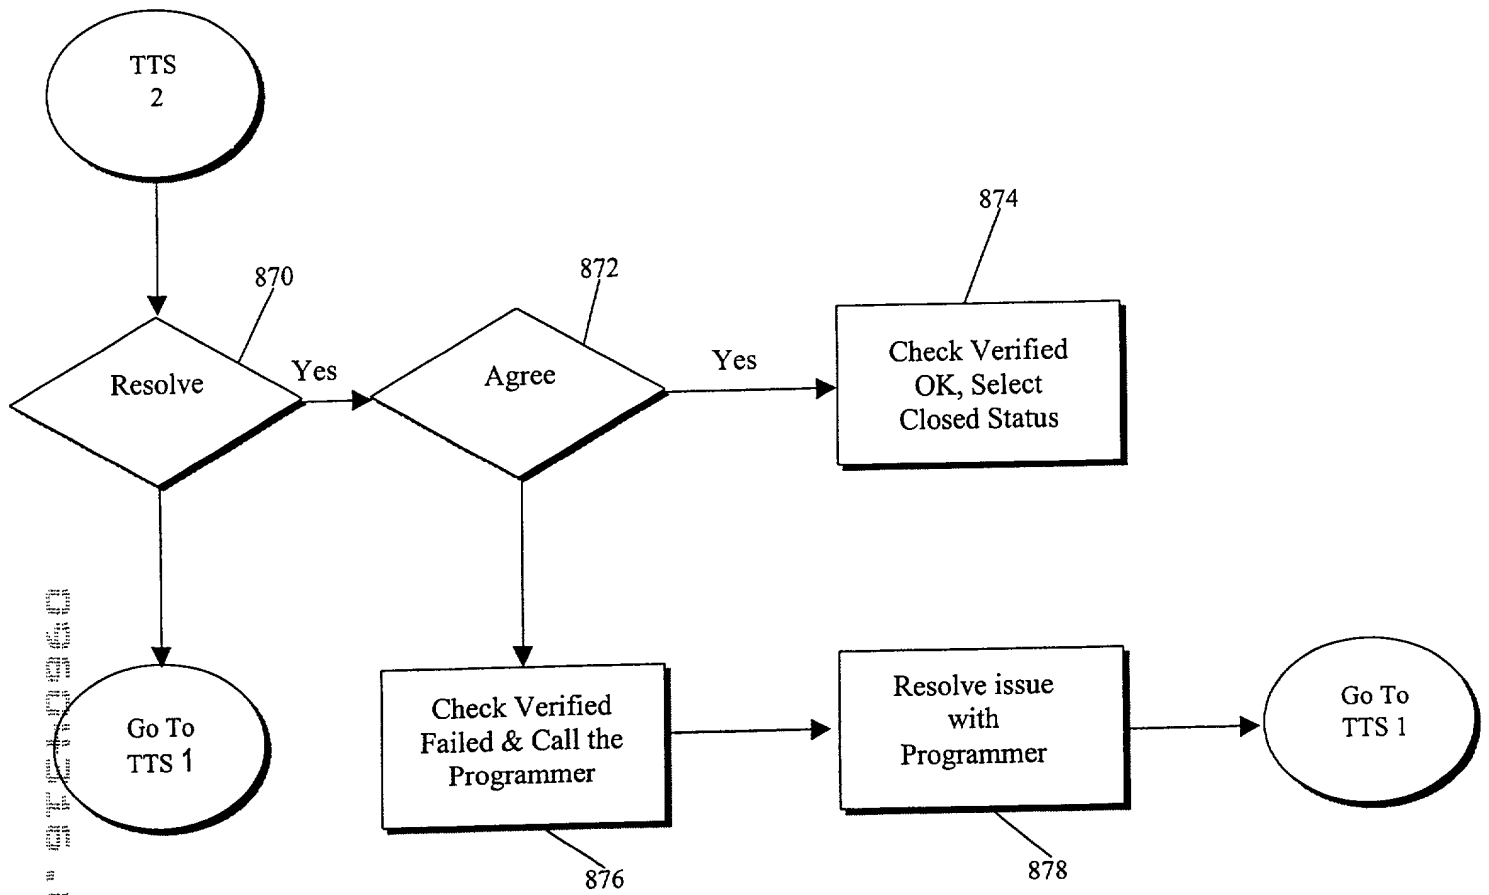 TTS
2
874
870
872
Resolve
Yes
Agree
Yes
Check Verified
OK, Select
Closed Status
Go To
TTS 1
Check Verified
Failed & Call the
Programmer
Resolve issue
with
Programmer
Go To
TTS 1
876
878